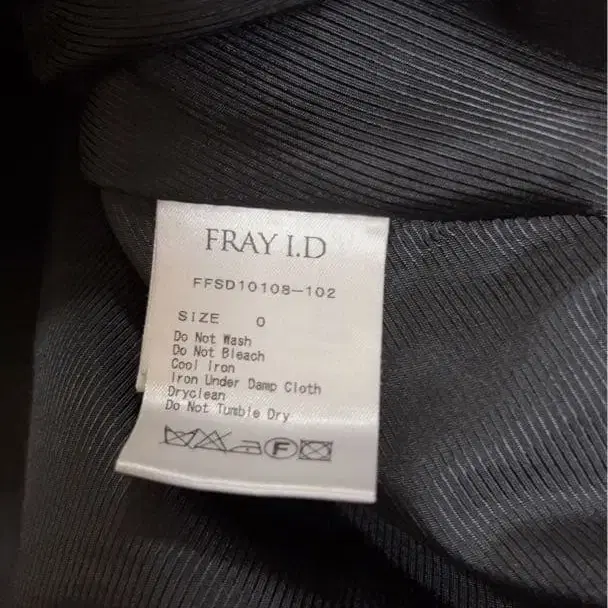 FRAY I.D
FFSD10108-102
SIZE 0
Do Not Wash
Do Not Bleach
Cool Iron
Iron Under Damp Cloth
Dryclean
Do Not Tumble Dry
F